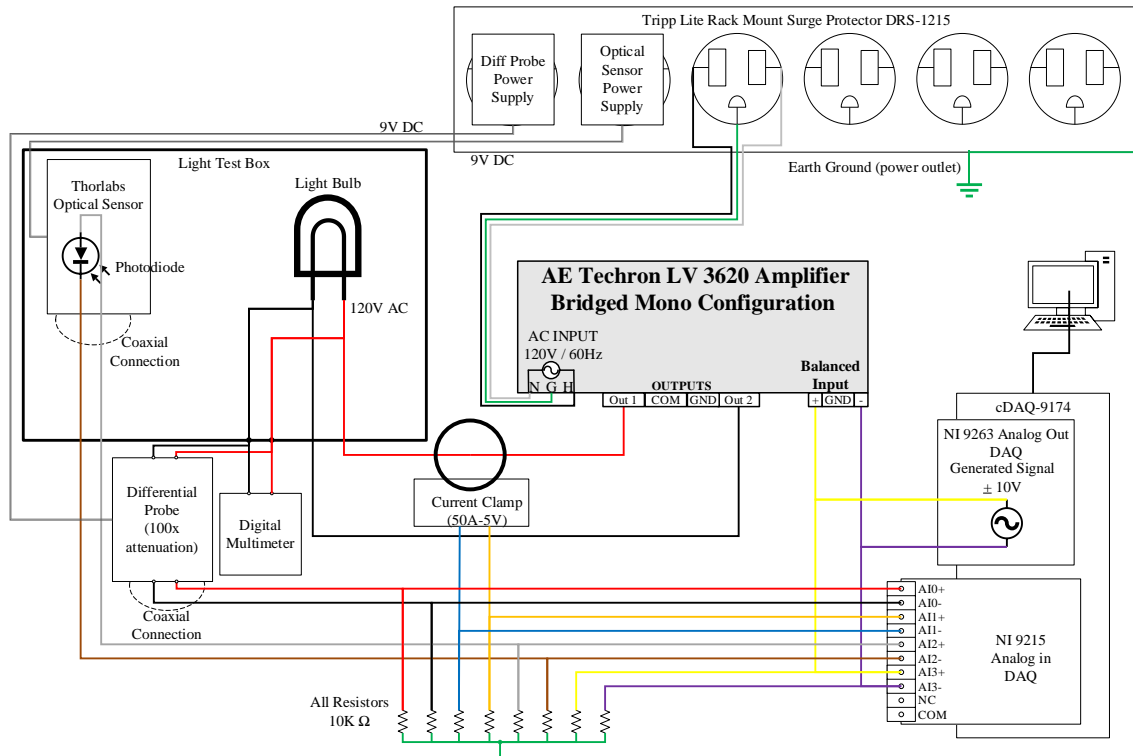 Tripp Lite Rack Mount Surge Protector DRS-1215
Diff Probe
Power
Supply
Optical
Sensor
Power
Supply
9V DC
9V DC
Earth Ground (power outlet)
Light Test Box
Thorlabs
Optical Sensor
Light Bulb
Photodiode
120V AC
Coaxial
Connection
AE Techron LV 3620 Amplifier
Bridged Mono Configuration
AC INPUT
120V / 60Hz
N G H
OUTPUTS
Out 1
COM
GND
Out 2
Balanced
Input
+
GND
-
cDAQ-9174
NI 9263 Analog Out
DAQ
Generated Signal
± 10V
Differential
Probe
(100x
attenuation)
Digital
Multimeter
Current Clamp
(50A-5V)
Coaxial
Connection
AI0+
AI0-
AI1+
AI1-
AI2+
AI2-
AI3+
AI3-
NC
COM
NI 9215
Analog in
DAQ
All Resistors
10K Ω